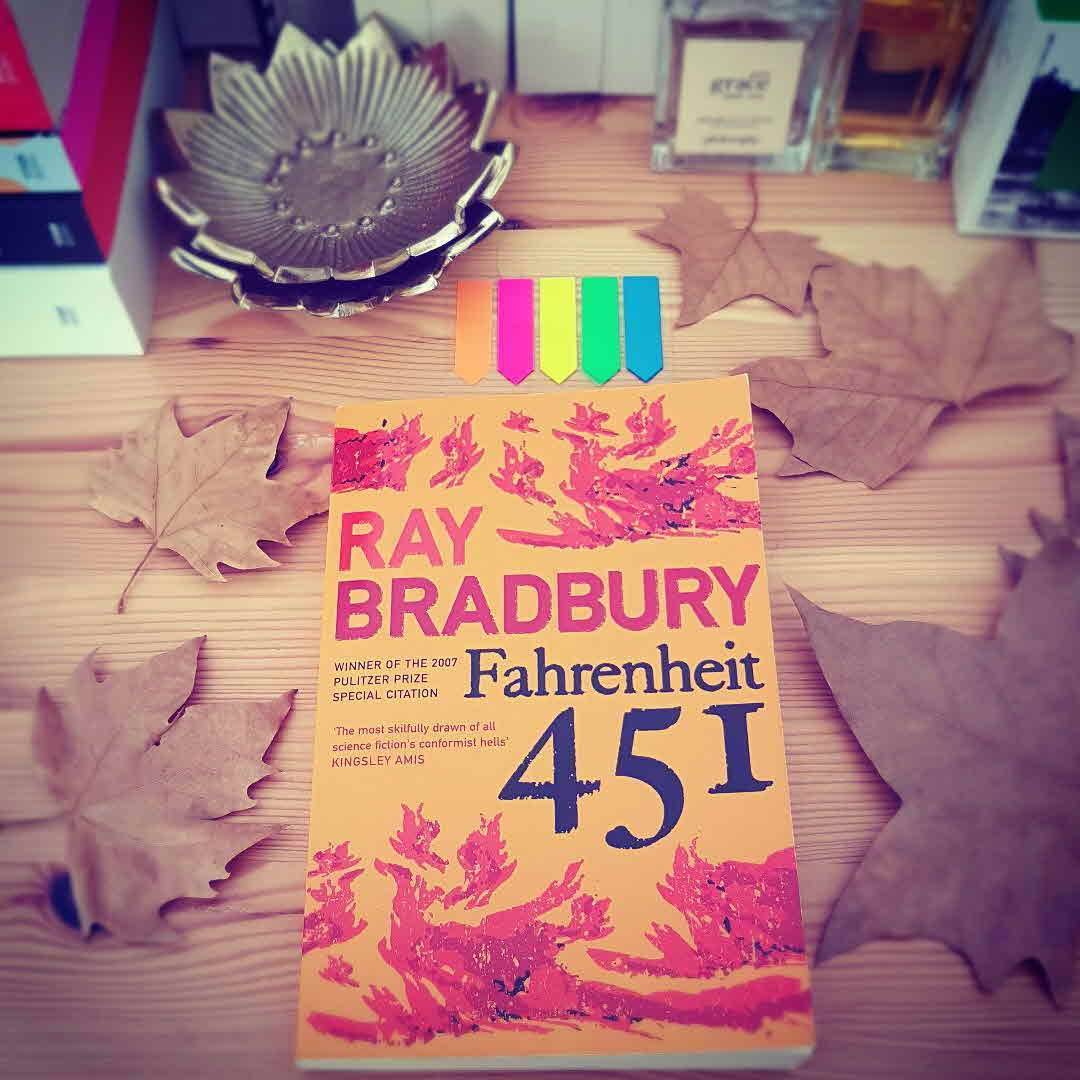 grace
RAY
BRADBURY
WINNER OF THE 2007
PULITZER PRIZE
SPECIAL CITATION
Fahrenheit
451
'The most skilfully drawn of all
science fiction's conformist hells'
KINGSLEY AMIS